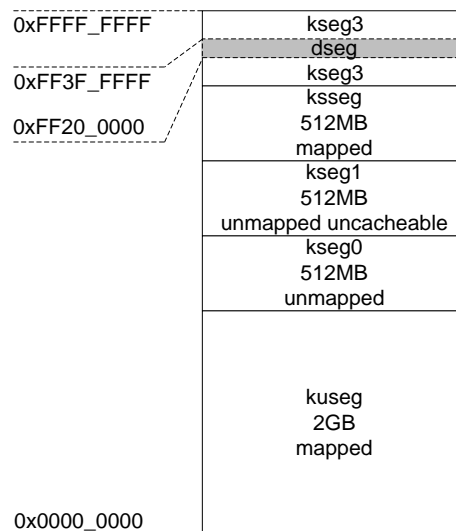 0xFFFF_FFFF
kseg3
dseg
0xFF3F_FFFF
kseg3
0xFF20_0000
ksseg
512MB
mapped
kseg1
512MB
unmapped uncacheable
kseg0
512MB
unmapped
kuseg
2GB
mapped
0x0000_0000